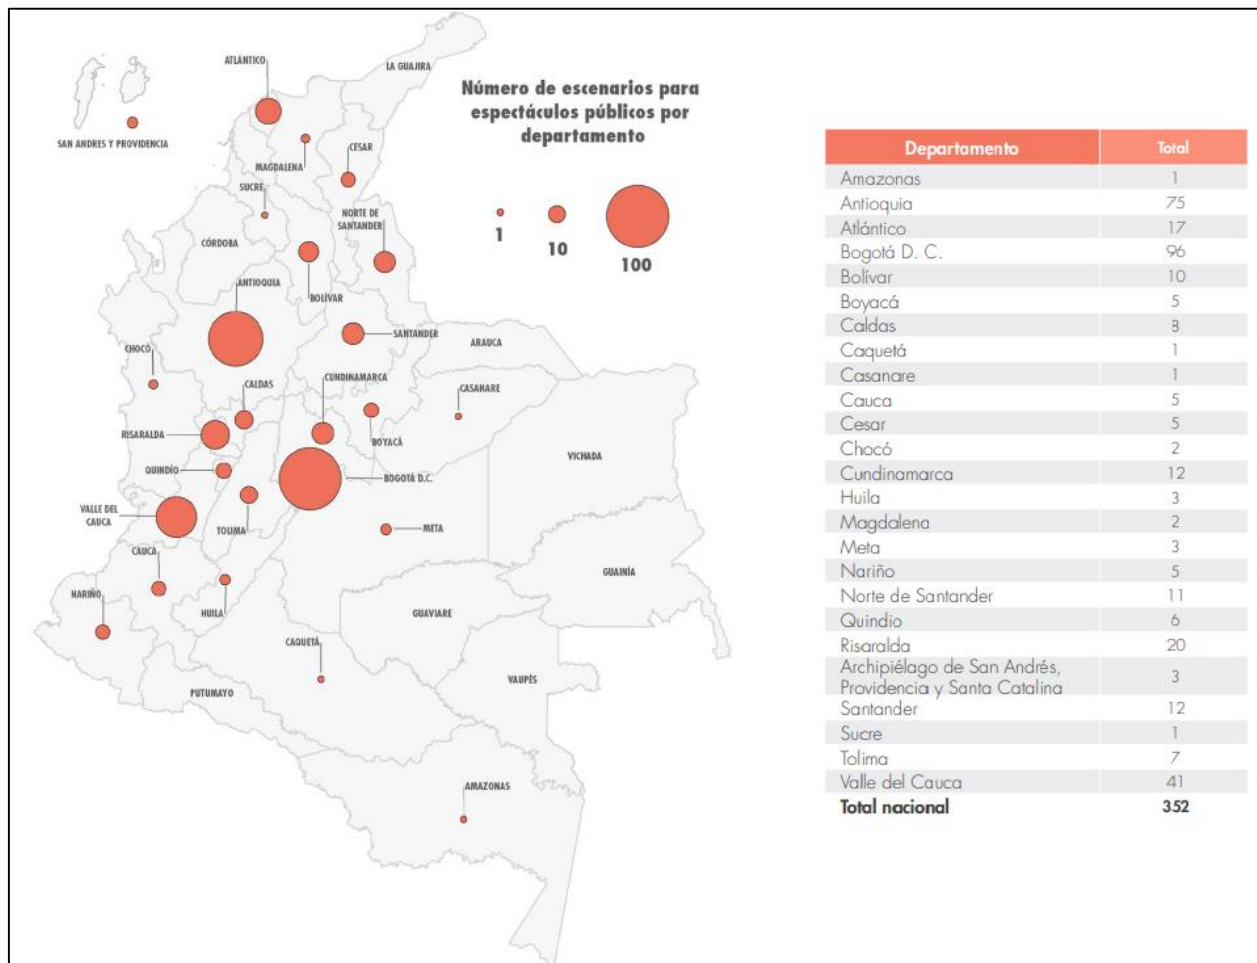 ATLÁNTICO
LA GUAJIRA
Número de escenarios para
espectáculos públicos por
departamento
1
10
100
SAN ANDRES Y PROVIDENCIA
MAGDALENA
CESAR
SUCRE
NORTE DE
SANTANDER
CÓRDOBA
ANTIOQUIA
BOLÍVAR
SANTANDER
ARAUCA
CHOCÓ
CUNDINAMARCA
CALDAS
CASANARE
RISARALDA
BOYACÁ
VICHADA
QUINDÍO
BOGOTÁ D.C.
VALLE DEL
CAUCA
TOLIMA
META
CAUCA
GUAINÍA
NARIÑO
HUILA
GUAVIARE
CAQUETÁ
VAUPÉS
PUTUMAYO
AMAZONAS
Departamento Total
Amazonas 1
Antioquia 75
Atlántico 17
Bogotá D. C. 96
Bolívar 10
Boyacá 5
Caldas 8
Caquetá 1
Casanare 1
Cauca 5
Cesar 5
Chocó 2
Cundinamarca 12
Huila 3
Magdalena 2
Meta 3
Nariño 5
Norte de Santander 11
Quindio 6
Risaralda 20
Archipiélago de San Andrés,
Providencia y Santa Catalina 3
Santander 12
Sucre 1
Tolima 7
Valle del Cauca 41
Total nacional 352